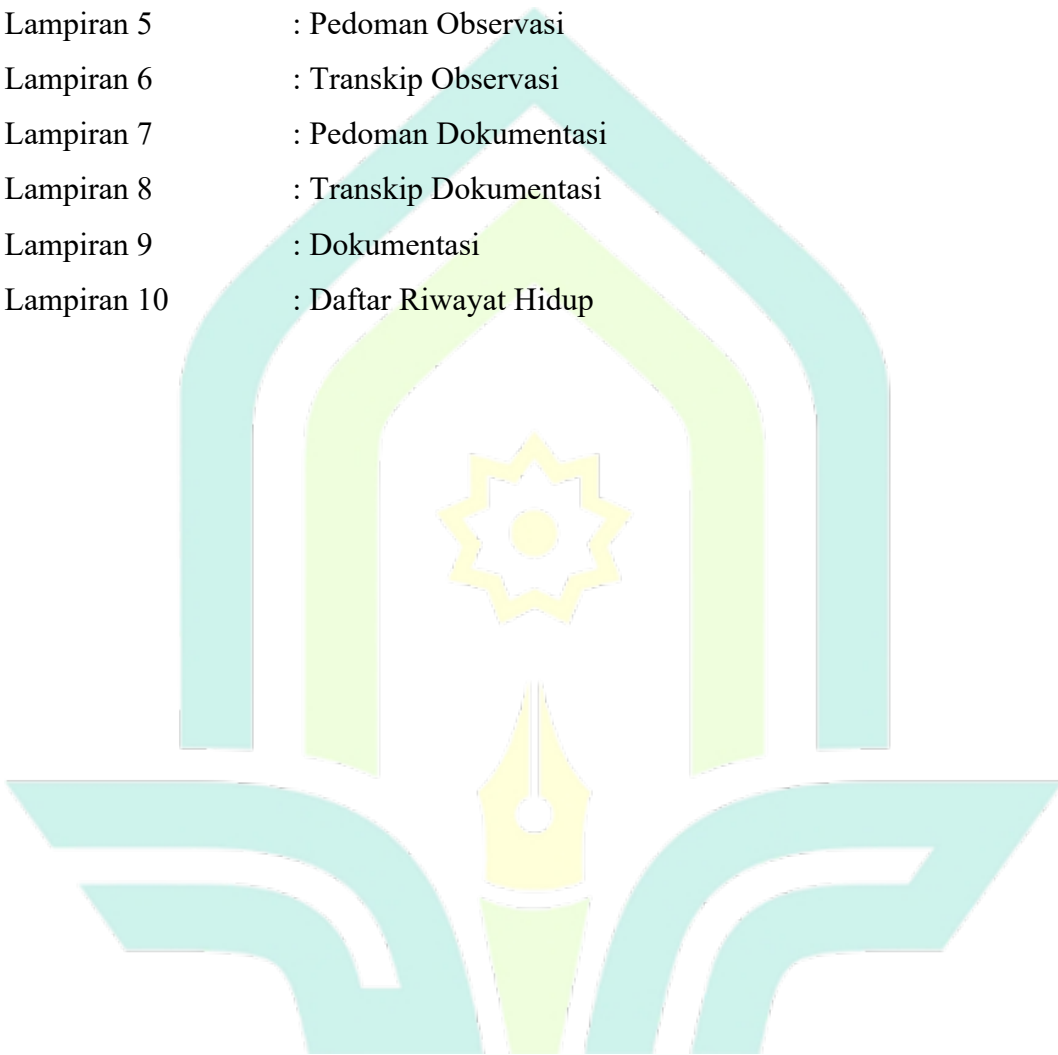 Lampiran 5 : Pedoman Observasi
Lampiran 6 : Transkip Observasi
Lampiran 7 : Pedoman Dokumentasi
Lampiran 8 : Transkip Dokumentasi
Lampiran 9 : Dokumentasi
Lampiran 10 : Daftar Riwayat Hidup